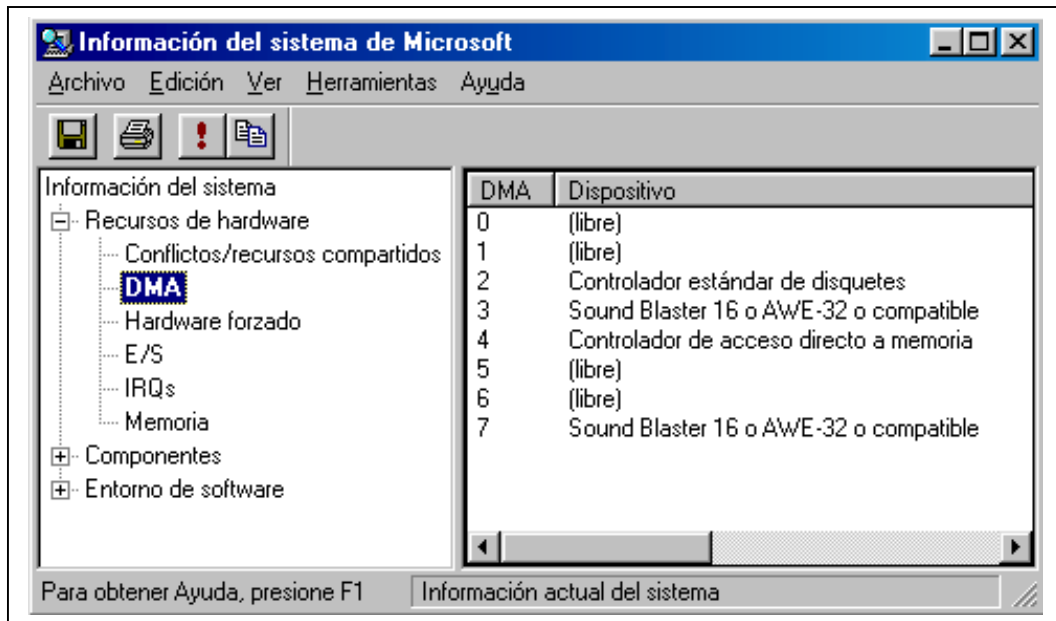 Información del sistema de Microsoft
Archivo Edición Ver Herramientas Ayuda
Información del sistema
Recursos de hardware
Conflictos/recursos compartidos
DMA
Hardware forzado
E/S
IRQs
Memoria
Componentes
Entorno de software
DMA Dispositivo
0 (libre)
1 (libre)
2 Controlador estándar de disquetes
3 Sound Blaster 16 o AWE-32 o compatible
4 Controlador de acceso directo a memoria
5 (libre)
6 (libre)
7 Sound Blaster 16 o AWE-32 o compatible
Para obtener Ayuda, presione F1 Información actual del sistema